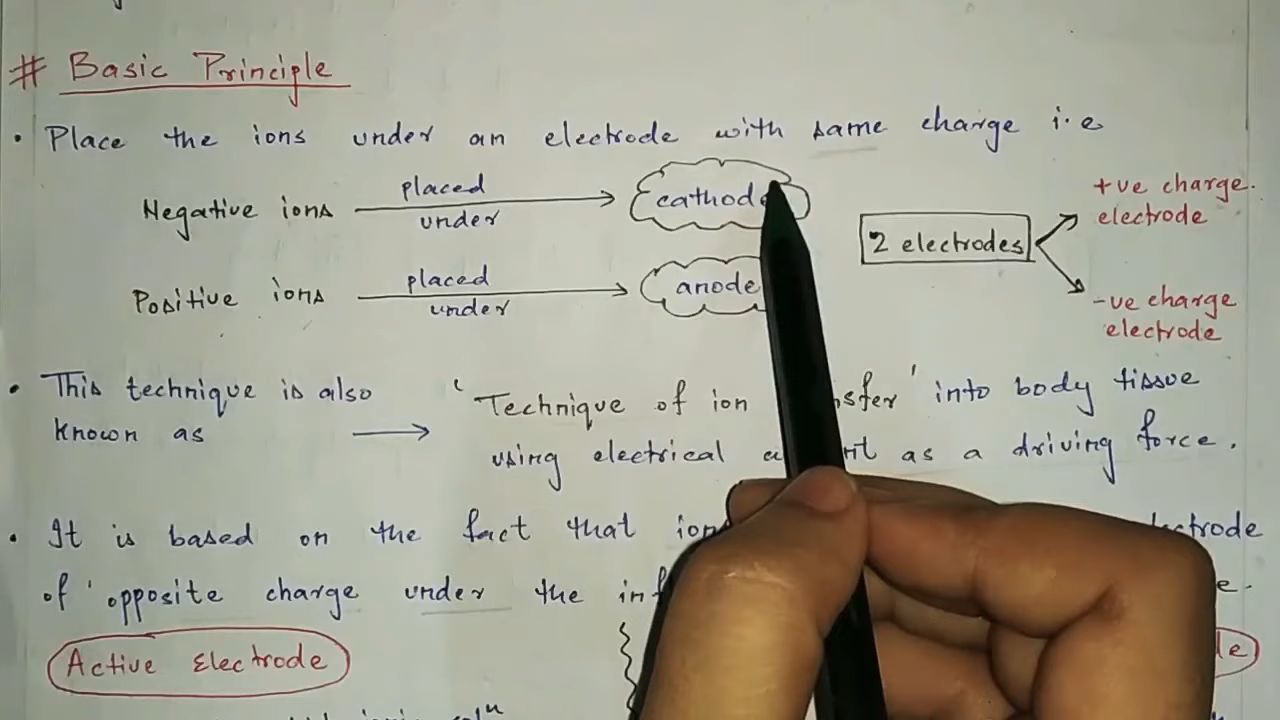 # Basic Principle
• Place the ions under an electrode with same charge i.e
Negative ions placed under cathode
Positive ions placed under anode
2 electrodes
+ve charge electrode
-ve charge electrode
• This technique is also known as
'Technique of ion sfer' into body tissue
using electrical as a driving force.
• It is based on the fact that ion
of 'opposite charge under the inf
Active Electrode